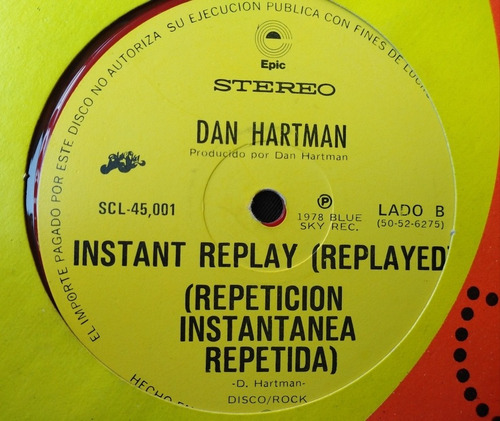 EL IMPORTE PAGADO POR ESTE DISCO NO AUTORIZA SU EJECUCION PUBLICA CON FINES DE
Epic
STEREO
DAN HARTMAN
Producido por Dan Hartman
SCL-45,001
℗
1978 BLUE
SKY REC.
LADO B
(50-52-6275)
INSTANT REPLAY (REPLAYED)
(REPETICION
INSTANTANEA
REPETIDA)
-D. Hartman-
DISCO/ROCK
HECHO